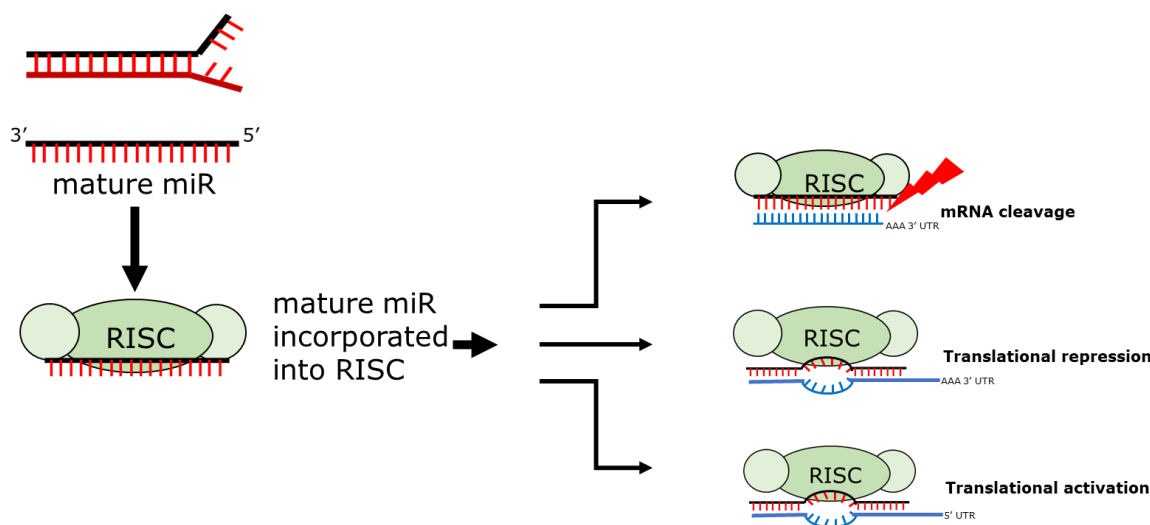 3′ 5′
mature miR
RISC
mature miR
incorporated
into RISC
RISC
mRNA cleavage
AAA 3′ UTR
RISC
Translational repression
AAA 3′ UTR
RISC
Translational activation
5′ UTR